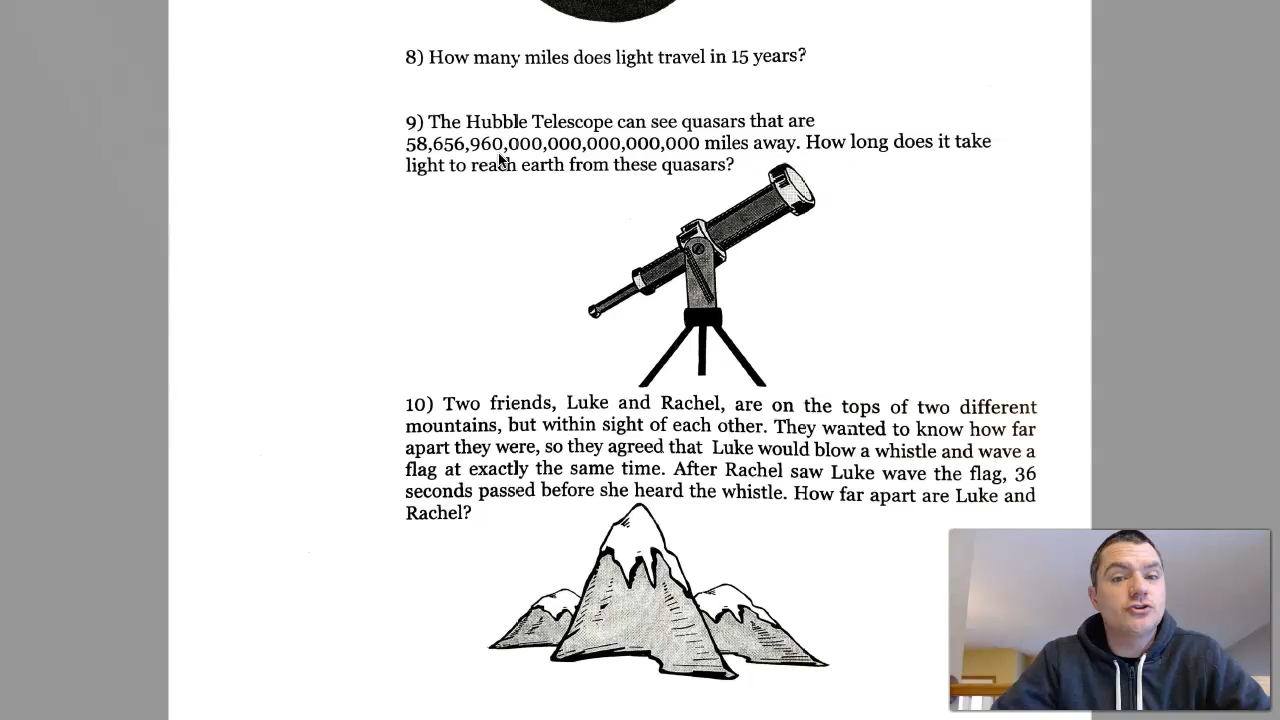 8) How many miles does light travel in 15 years?
9) The Hubble Telescope can see quasars that are
58,656,960,000,000,000,000,000 miles away. How long does it take
light to reach earth from these quasars?
10) Two friends, Luke and Rachel, are on the tops of two different
mountains, but within sight of each other. They wanted to know how far
apart they were, so they agreed that Luke would blow a whistle and wave a
flag at exactly the same time. After Rachel saw Luke wave the flag, 36
seconds passed before she heard the whistle. How far apart are Luke and
Rachel?